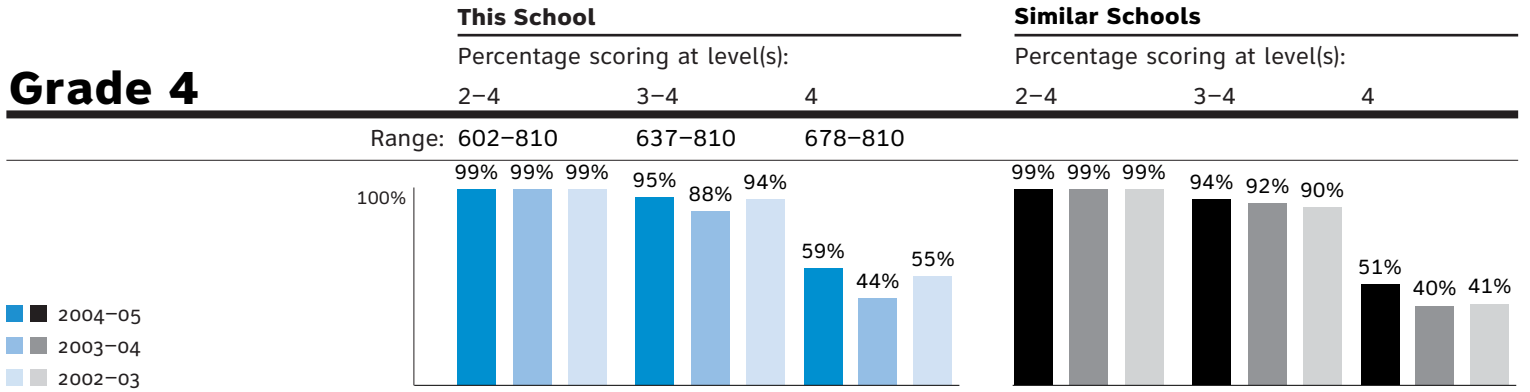 This School Similar Schools
Percentage scoring at level(s): Percentage scoring at level(s):
Grade 4
2–4 3–4 4 2–4 3–4 4
Range: 602–810 637–810 678–810
99% 99% 99% 95% 88% 94% 59% 44% 55% 99% 99% 99% 94% 92% 90% 51% 40% 41%
100%
2004–05
2003–04
2002–03